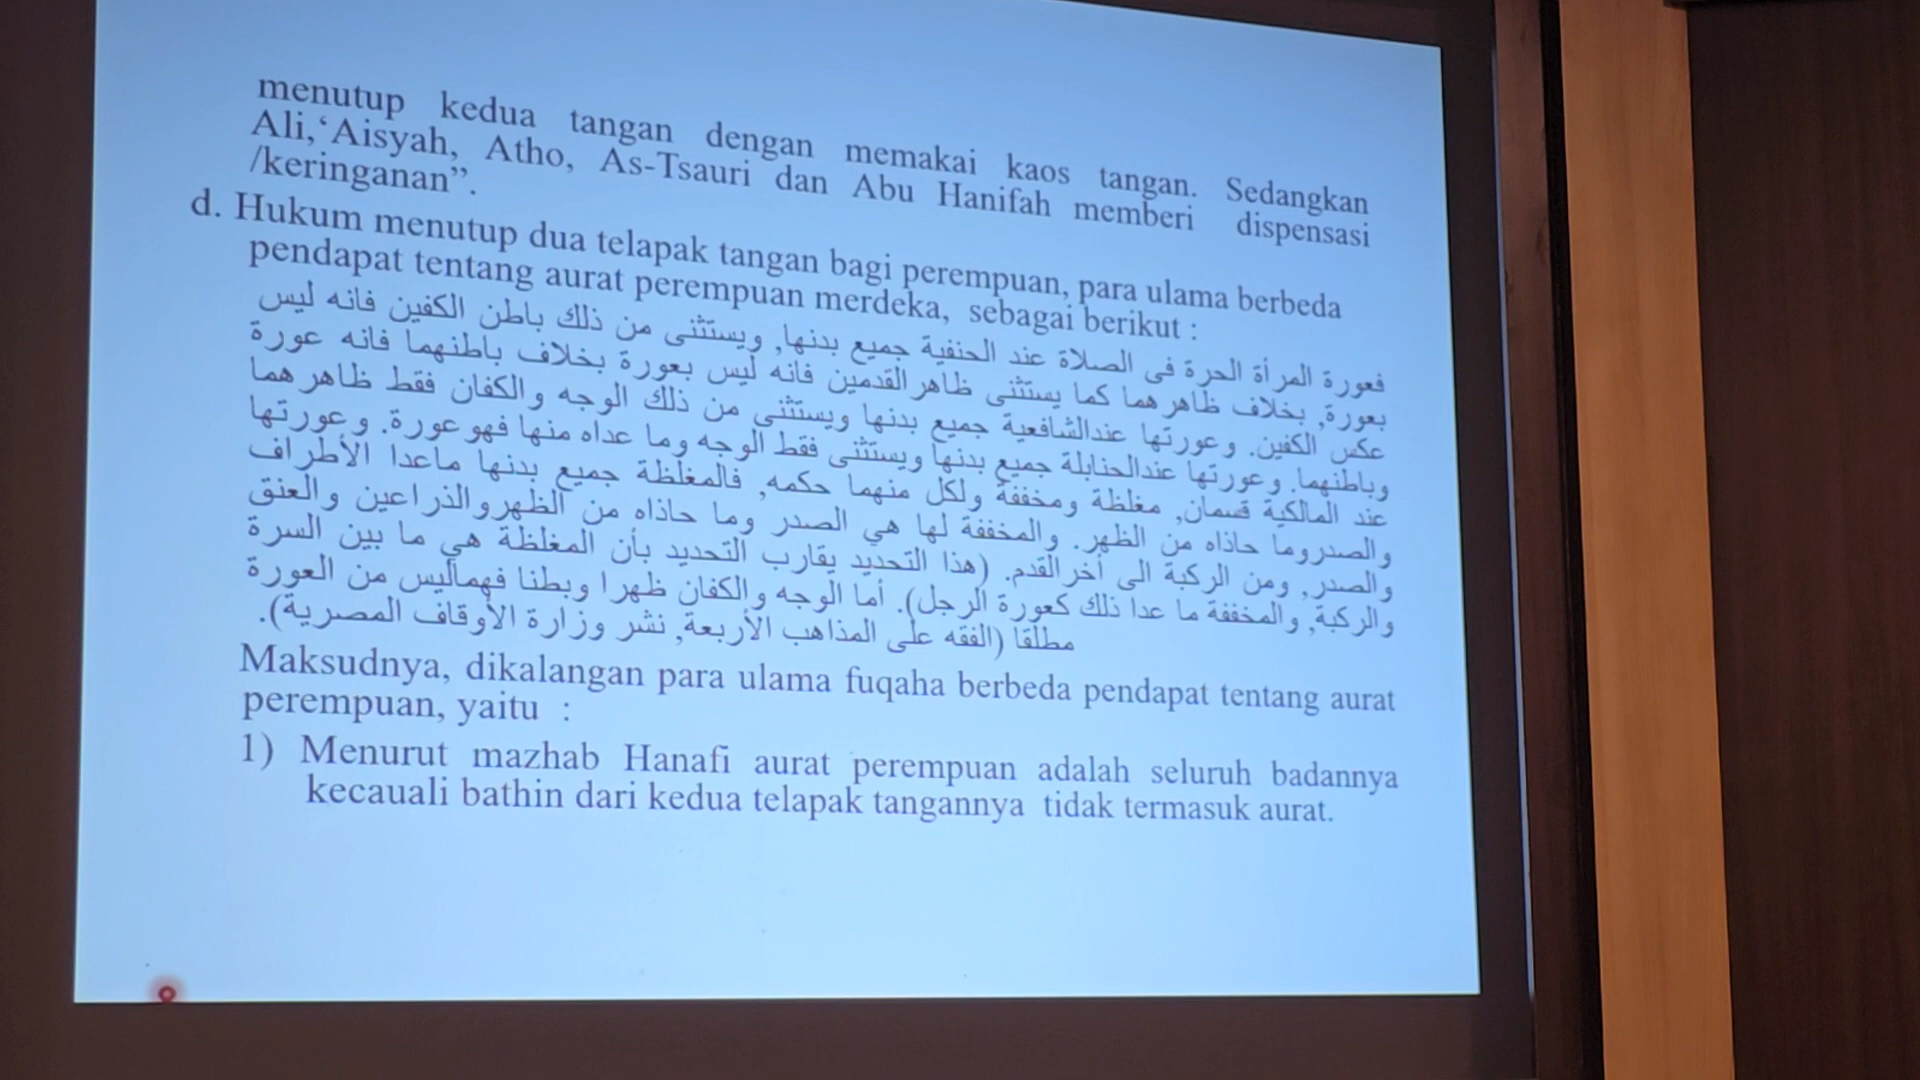 menutup kedua tangan dengan memakai kaos tangan. Sedangkan
Ali,‘Aisyah, Atho, As-Tsauri dan Abu Hanifah memberi dispensasi
/keringanan”.
d. Hukum menutup dua telapak tangan bagi perempuan, para ulama berbeda
pendapat tentang aurat perempuan merdeka, sebagai berikut :
فعورة المرأة الحرة فى الصلاة عند الحنفية جميع بدنها, ويستثنى من ذلك باطن الكفين فانه ليس
بعورة, بخلاف ظاهرهما كما يستثنى ظاهر القدمين فانه ليس بعورة بخلاف باطنهما فانه عورة
عكس الكفين. وعورتها عندالشافعية جميع بدنها ويستثنى من ذلك الوجه والكفان فقط ظاهرهما
وباطنهما. وعورتها عندالحنابلة جميع بدنها ويستثنى فقط الوجه وما عداه منها فهو عورة. وعورتها
عند المالكية قسمان, مغلظة ومخففة ولكل منهما حكمه, فالمغلظة جميع بدنها ماعدا الأطراف
والصدروما حاذاه من الظهر. والمخففة لها هي الصدر وما حاذاه من الظهروالذراعين والعنق
والصدر, ومن الركبة الى أخرالقدم. (هذا التحديد يقارب التحديد بأن المغلظة هي ما بين السرة
والركبة, والمخففة ما عدا ذلك كعورة الرجل). أما الوجه والكفان ظهرا وبطنا فهماليس من العورة
مطلقا (الفقه على المذاهب الأربعة, نشر وزارة الأوقاف المصرية).
Maksudnya, dikalangan para ulama fuqaha berbeda pendapat tentang aurat
perempuan, yaitu :
1) Menurut mazhab Hanafi aurat perempuan adalah seluruh badannya
kecauali bathin dari kedua telapak tangannya tidak termasuk aurat.